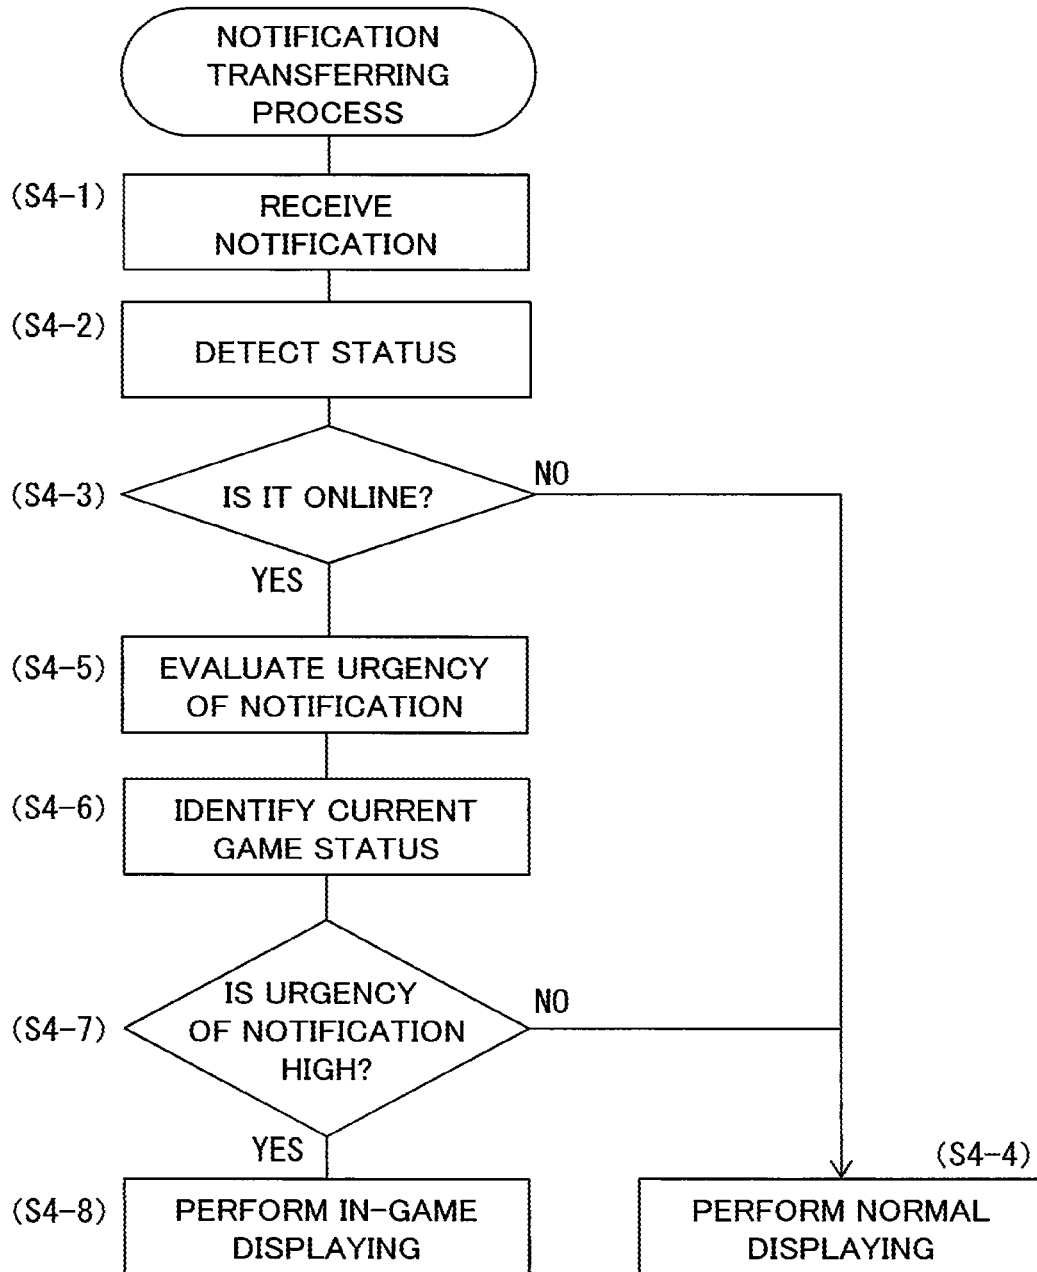 NOTIFICATION
TRANSFERRING
PROCESS
(S4-1)
RECEIVE
NOTIFICATION
(S4-2)
DETECT STATUS
(S4-3)
IS IT ONLINE?
NO
YES
(S4-5)
EVALUATE URGENCY
OF NOTIFICATION
(S4-6)
IDENTIFY CURRENT
GAME STATUS
(S4-7)
IS URGENCY
OF NOTIFICATION
HIGH?
NO
YES
(S4-8)
PERFORM IN-GAME
DISPLAYING
(S4-4)
PERFORM NORMAL
DISPLAYING